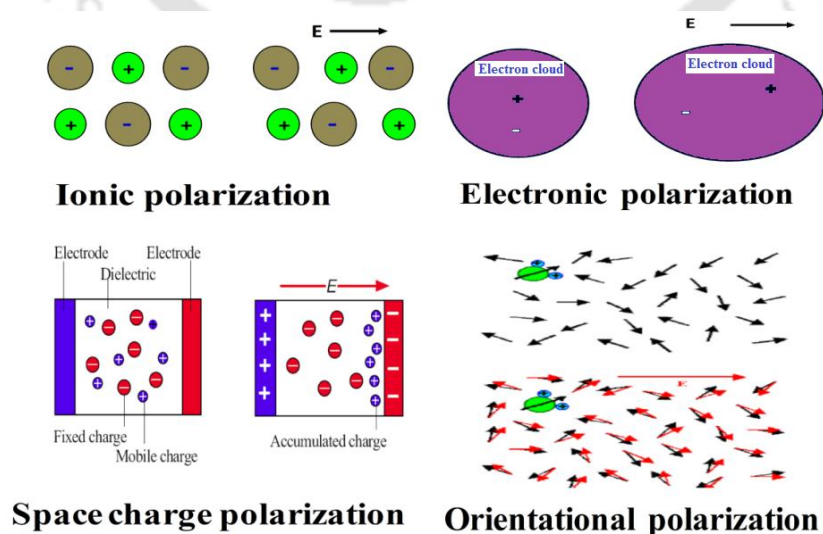 E
- + -
+ - +
E
- + -
+ - +
Ionic polarization
Electron cloud
+
-
E
Electron cloud
+
-
Electronic polarization
Electrode Electrode
Dielectric
Fixed charge
Mobile charge
E
+ -
+ -
+ -
+ -
Accumulated charge
Space charge polarization
E
Orientational polarization